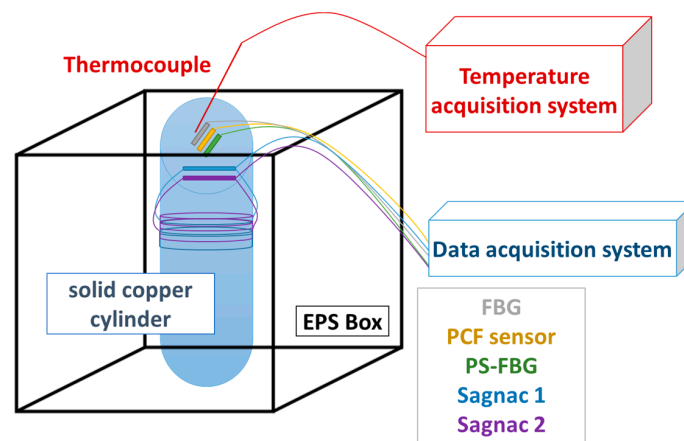 Thermocouple
Temperature
acquisition system
Data acquisition system
solid copper
cylinder
EPS Box
FBG
PCF sensor
PS-FBG
Sagnac 1
Sagnac 2